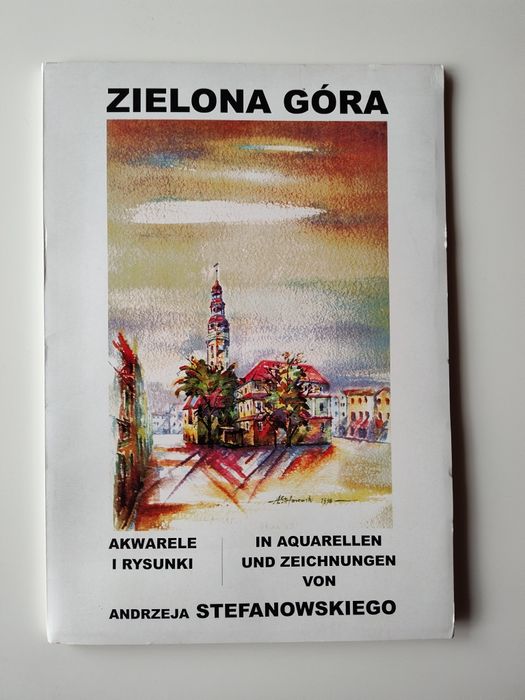 ZIELONA GÓRA
AKWARELE
I RYSUNKI
IN AQUARELLEN
UND ZEICHNUNGEN
VON
ANDRZEJA STEFANOWSKIEGO